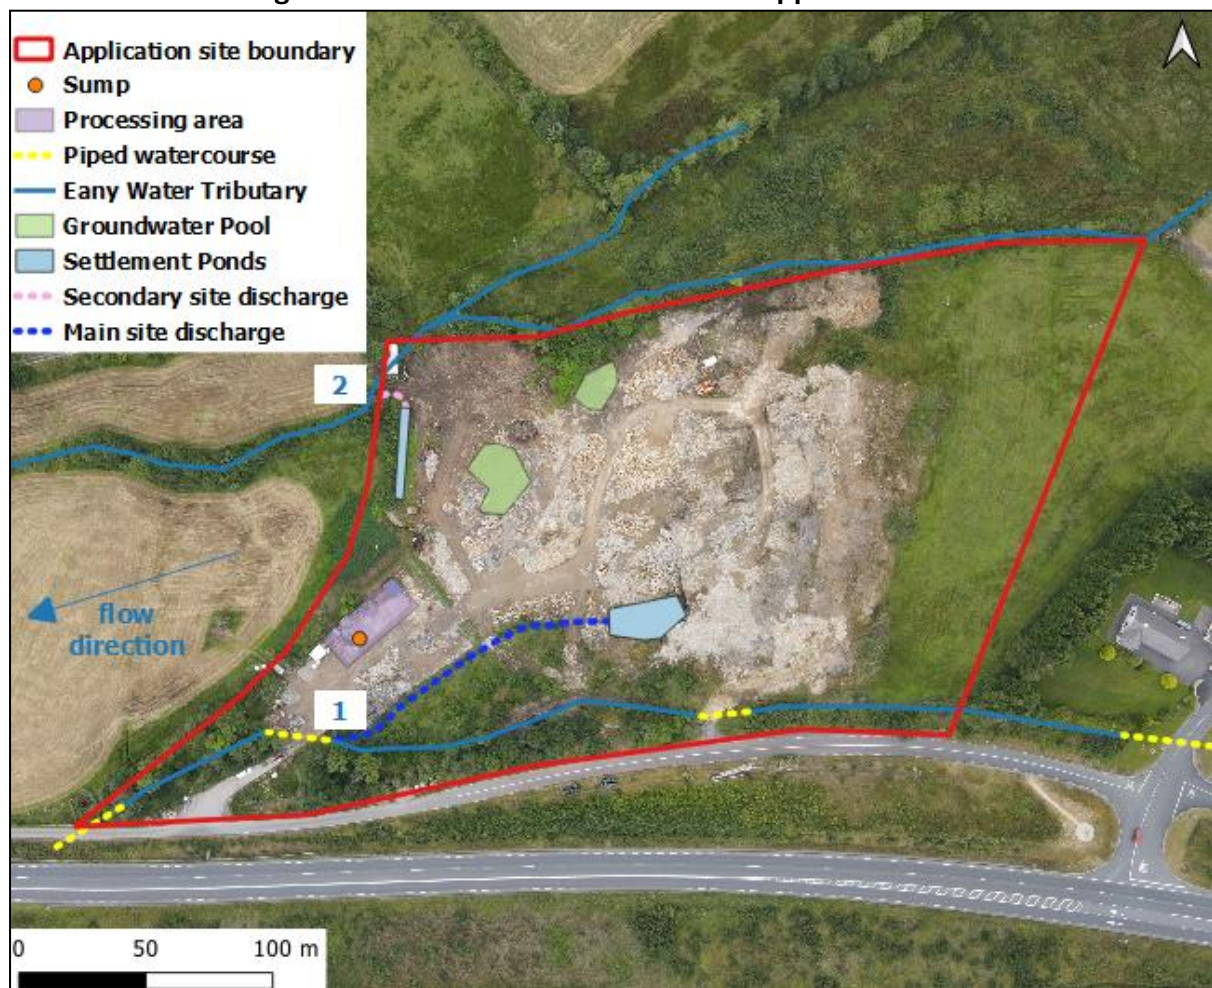 Application site boundary
Sump
Processing area
Piped watercourse
Eany Water Tributary
Groundwater Pool
Settlement Ponds
Secondary site discharge
Main site discharge
2
flow
direction
1
0 50 100 m